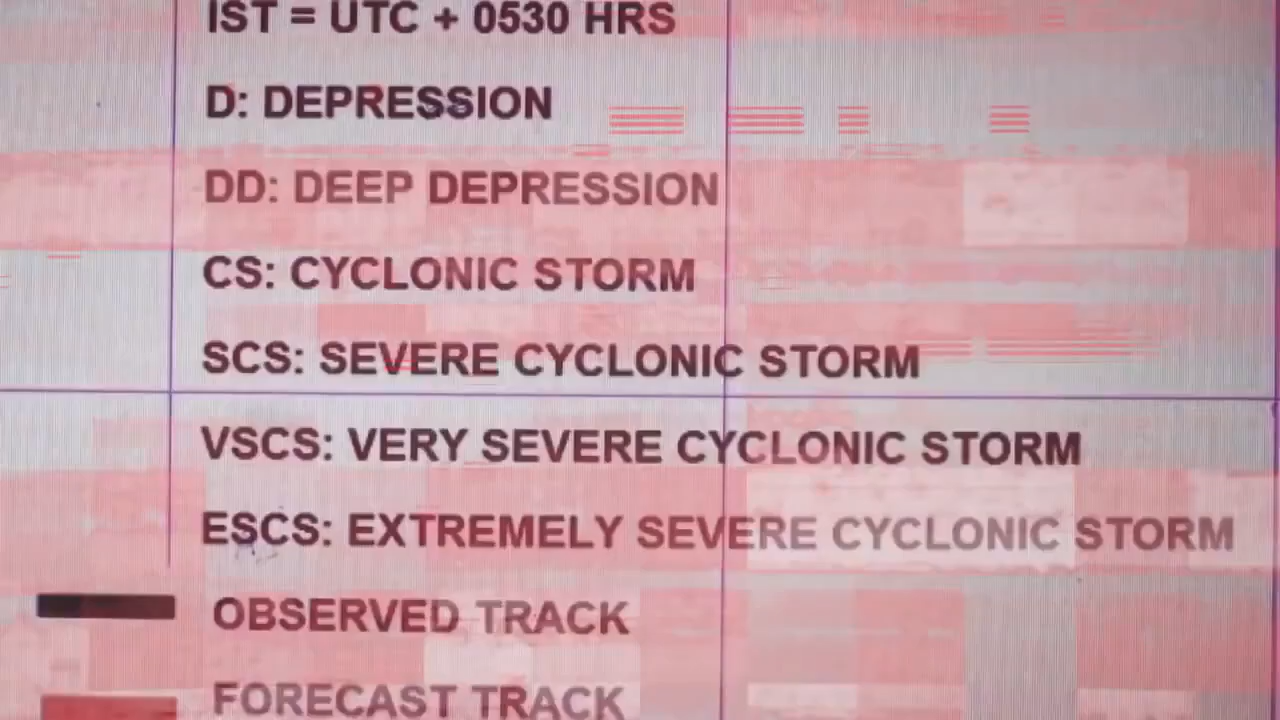 IST = UTC + 0530 HRS
D: DEPRESSION
DD: DEEP DEPRESSION
CS: CYCLONIC STORM
SCS: SEVERE CYCLONIC STORM
VSCS: VERY SEVERE CYCLONIC STORM
ESCS: EXTREMELY SEVERE CYCLONIC STORM
OBSERVED TRACK
FORECAST TRACK